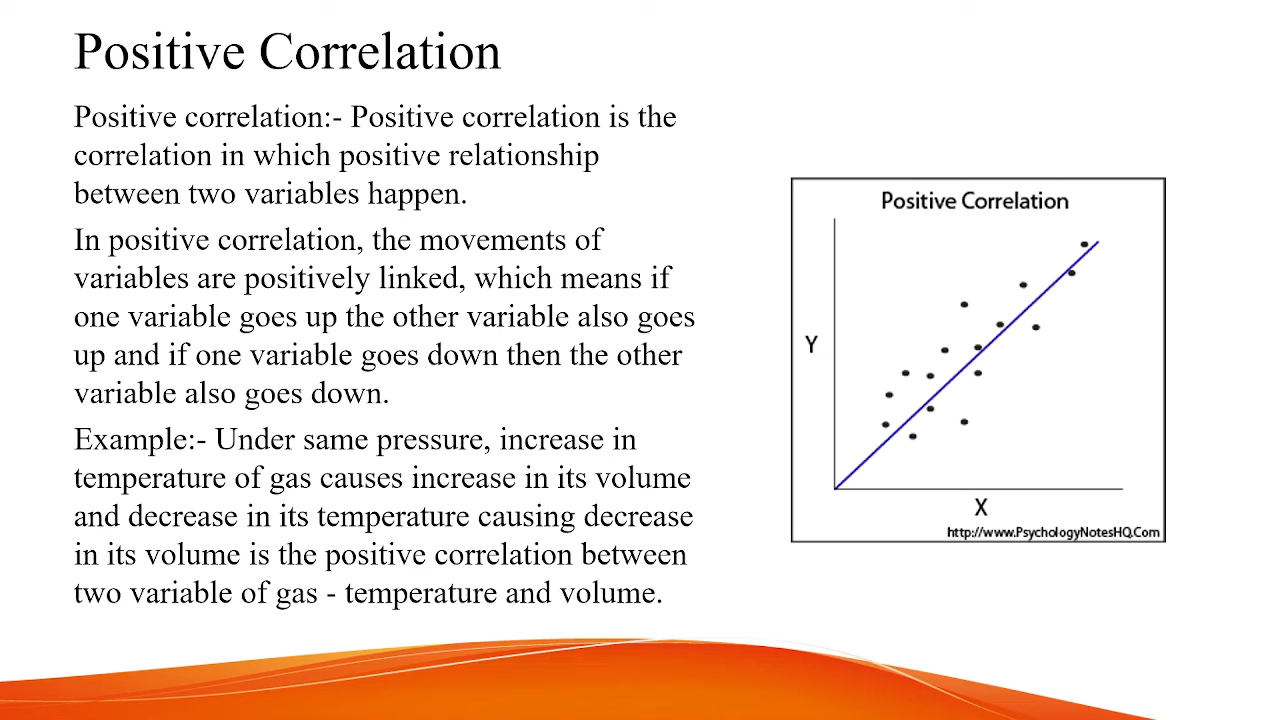 Positive Correlation
Positive correlation:- Positive correlation is the
correlation in which positive relationship
between two variables happen.
In positive correlation, the movements of
variables are positively linked, which means if
one variable goes up the other variable also goes
up and if one variable goes down then the other
variable also goes down.
Example:- Under same pressure, increase in
temperature of gas causes increase in its volume
and decrease in its temperature causing decrease
in its volume is the positive correlation between
two variable of gas - temperature and volume.
Positive Correlation
Y
X
http://www.PsychologyNotesHQ.Com